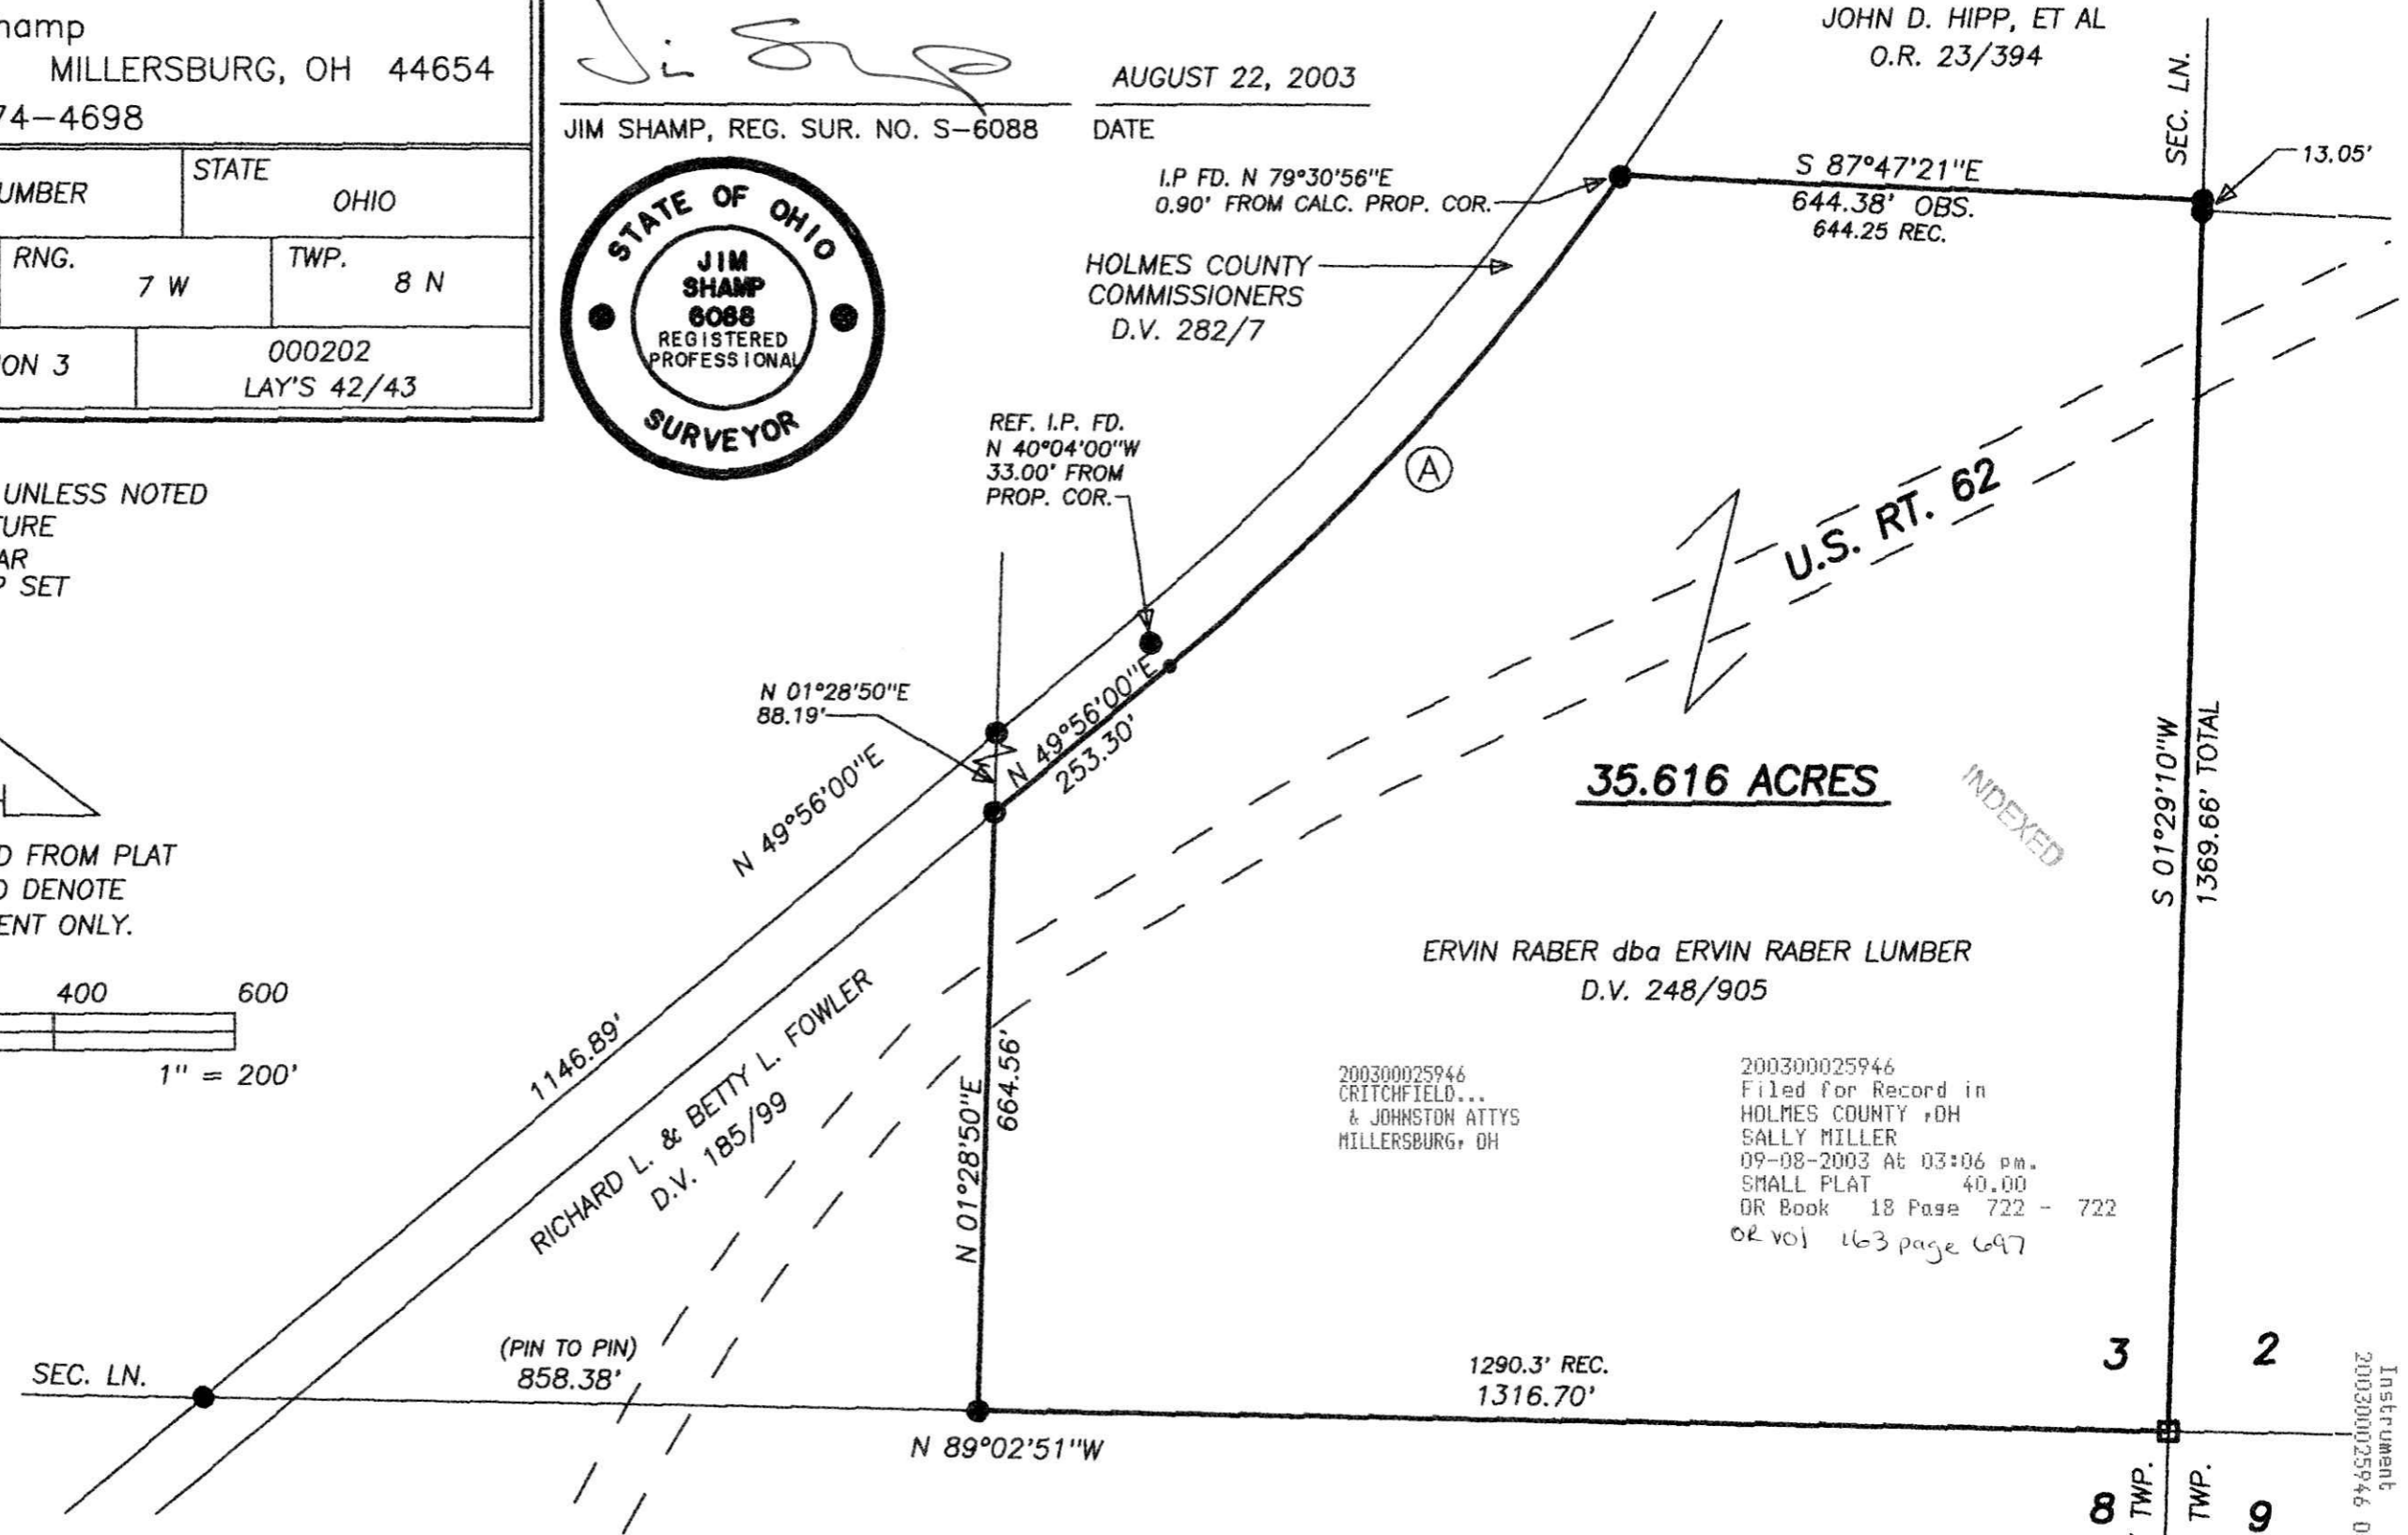 hamp
MILLERSBURG, OH 44654
74-4698
UMBER
STATE
OHIO
RNG.
7 W
TWP.
8 N
ON 3
000202
LAY'S 42/43
Jim Shamp
JIM SHAMP, REG. SUR. NO. S-6088
AUGUST 22, 2003
DATE
STATE OF OHIO
JIM
SHAMP
6088
REGISTERED
PROFESSIONAL
SURVEYOR
JOHN D. HIPP, ET AL
O.R. 23/394
SEC. LN.
13.05'
I.P FD. N 79°30'56"E
0.90' FROM CALC. PROP. COR.
S 87°47'21"E
644.38' OBS.
644.25 REC.
HOLMES COUNTY
COMMISSIONERS
D.V. 282/7
REF. I.P. FD.
N 40°04'00"W
33.00' FROM
PROP. COR.
A
U.S. RT. 62
UNLESS NOTED
TURE
AR
P SET
N 01°28'50"E
88.19'
N 49°56'00"E
253.30'
N 49°56'00"E
1146.89'
35.616 ACRES
INDEXED
S 01°29'10"W
1369.66' TOTAL
D FROM PLAT
D DENOTE
ENT ONLY.
400 600
1" = 200'
RICHARD L. & BETTY L. FOWLER
D.V. 185/99
N 01°28'50"E
664.56'
ERVIN RABER dba ERVIN RABER LUMBER
D.V. 248/905
200300025946
CRITCHFIELD...
& JOHNSTON ATTYS
MILLERSBURG, OH
200300025946
Filed for Record in
HOLMES COUNTY ,OH
SALLY MILLER
09-08-2003 At 03:06 pm.
SMALL PLAT 40.00
OR Book 18 Page 722 - 722
OR vol 163 page 697
SEC. LN.
(PIN TO PIN)
858.38'
N 89°02'51"W
1290.3' REC.
1316.70'
3
2
8
9
TWP.
TWP.
Instrument
200300025946 O